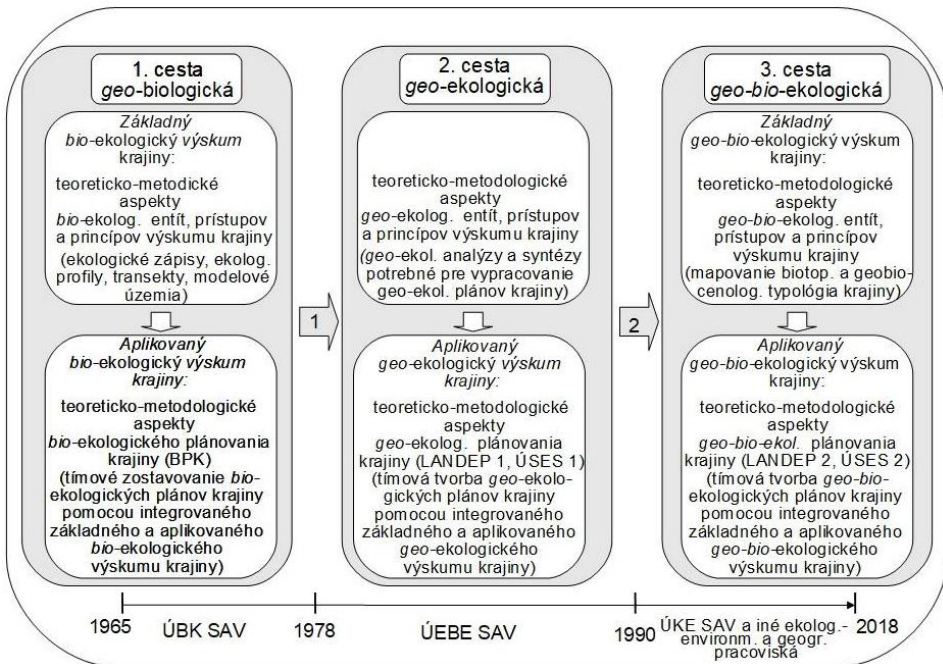 1. cesta
geo-biologická
Základný
bio-ekologický výskum
krajiny:
teoreticko-metodické
aspekty
bio-ekolog. entít, prístupov
a princípov výskumu krajiny
(ekologické zápisy, ekolog.
profily, transekty, modelové
územia)
Aplikovaný
bio-ekologický výskum
krajiny:
teoreticko-metodologické
aspekty
bio-ekologického plánovania
krajiny (BPK)
(tímové zostavovanie bio-
ekologických plánov krajiny
pomocou integrovaného
základného a aplikovaného
bio-ekologického
výskumu krajiny)
1
2. cesta
geo-ekologická
teoreticko-metodologické
aspekty
geo-ekolog. entít, prístupov
a princípov výskumu krajiny
(geo-ekol. analýzy a syntézy
potrebné pre vypracovanie
geo-ekol. plánov krajiny)
Aplikovaný
geo-ekologický výskum
krajiny:
teoreticko-metodologické
aspekty
geo-ekolog. plánovania
krajiny (LANDEP 1, ÚSES 1)
(tímová tvorba geo-ekolo-
gických plánov krajiny
pomocou integrovaného
základného a aplikovaného
geo-ekologického
výskumu krajiny)
2
3. cesta
geo-bio-ekologická
Základný
geo-bio-ekologický výskum
krajiny:
teoreticko-metodologické
aspekty
geo-bio-ekolog. entít,
prístupov a princípov
výskumu krajiny
(mapovanie biotop. a geobio-
cenolog. typológia krajiny)
Aplikovaný
geo-bio-ekologický výskum
krajiny:
teoreticko-metodologické
aspekty
geo-bio-ekol. plánovania
krajiny (LANDEP 2, ÚSES 2)
(tímová tvorba geo-bio-
ekologických plánov krajiny
pomocou integrovaného
základného a aplikovaného
geo-bio-ekologického
výskumu krajiny)
1965 ÚBK SAV 1978 ÚEBE SAV 1990 ÚKE SAV a iné ekolog.- 2018
environm. a geogr.
pracoviská